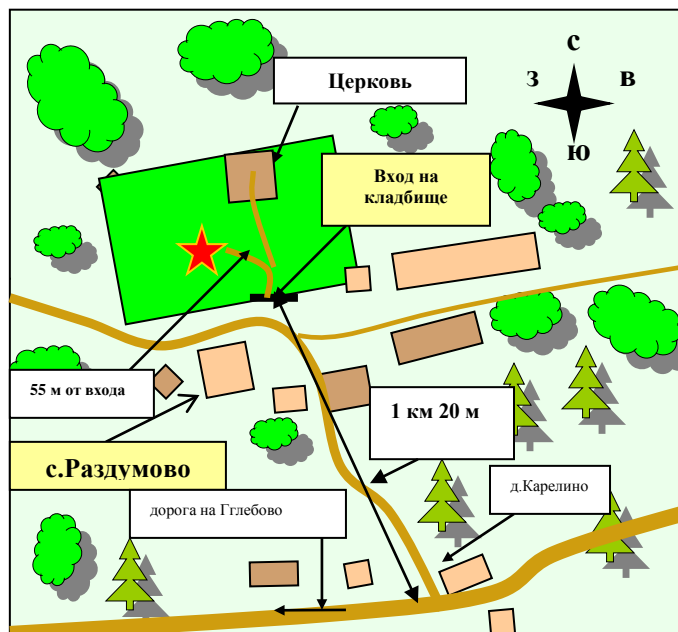 с
з в
ю
Церковь
Вход на
кладбище
55 м от входа
1 км 20 м
с.Раздумово
дорога на Гглебово
д.Карелино